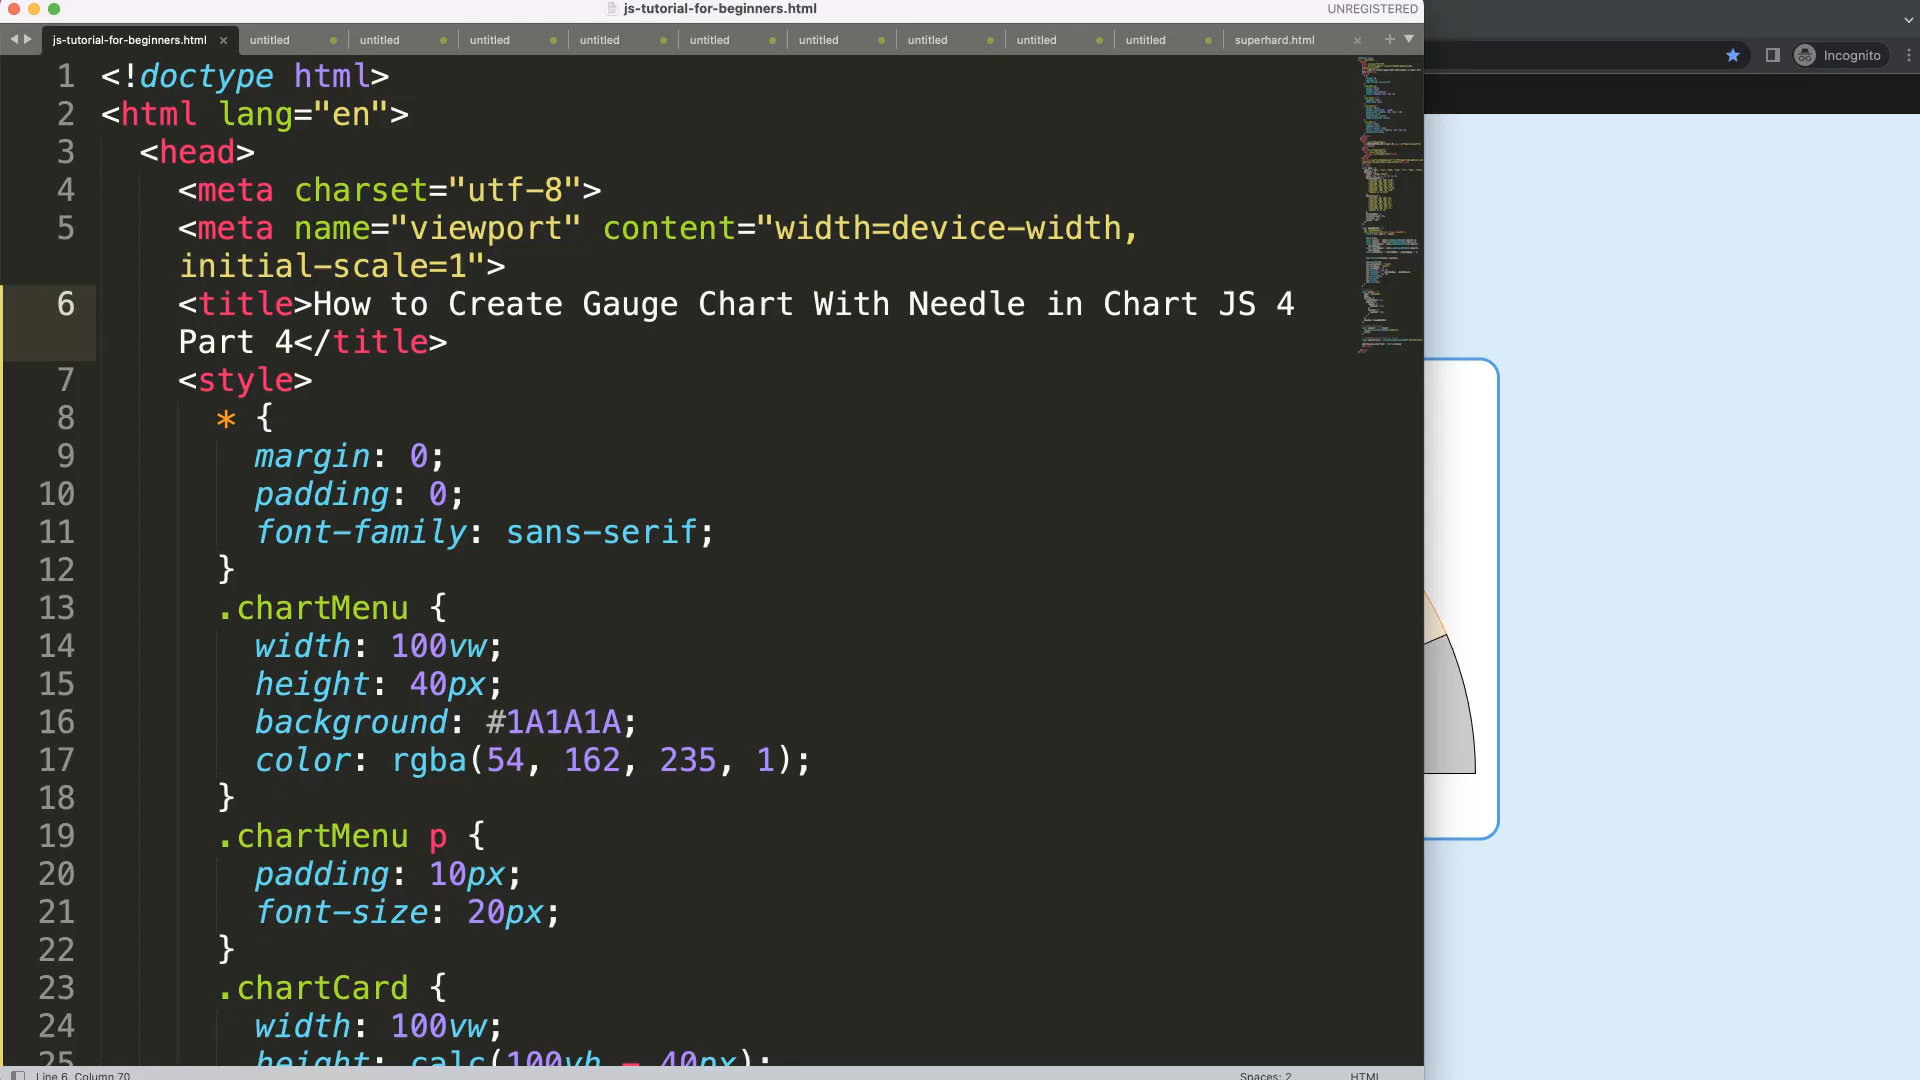 js-tutorial-for-beginners.html
UNREGISTERED
js-tutorial-for-beginners.html untitled untitled untitled untitled untitled untitled untitled untitled untitled superhard.html
Incognito
1 <!doctype html>
2 <html lang="en">
3 <head>
4 <meta charset="utf-8">
5 <meta name="viewport" content="width=device-width,
initial-scale=1">
6 <title>How to Create Gauge Chart With Needle in Chart JS 4
Part 4</title>
7 <style>
8 * {
9 margin: 0;
10 padding: 0;
11 font-family: sans-serif;
12 }
13 .chartMenu {
14 width: 100vw;
15 height: 40px;
16 background: #1A1A1A;
17 color: rgba(54, 162, 235, 1);
18 }
19 .chartMenu p {
20 padding: 10px;
21 font-size: 20px;
22 }
23 .chartCard {
24 width: 100vw;
25 height: calc(100vh - 40px);
Line 6, Column 70
Spaces: 2
HTML